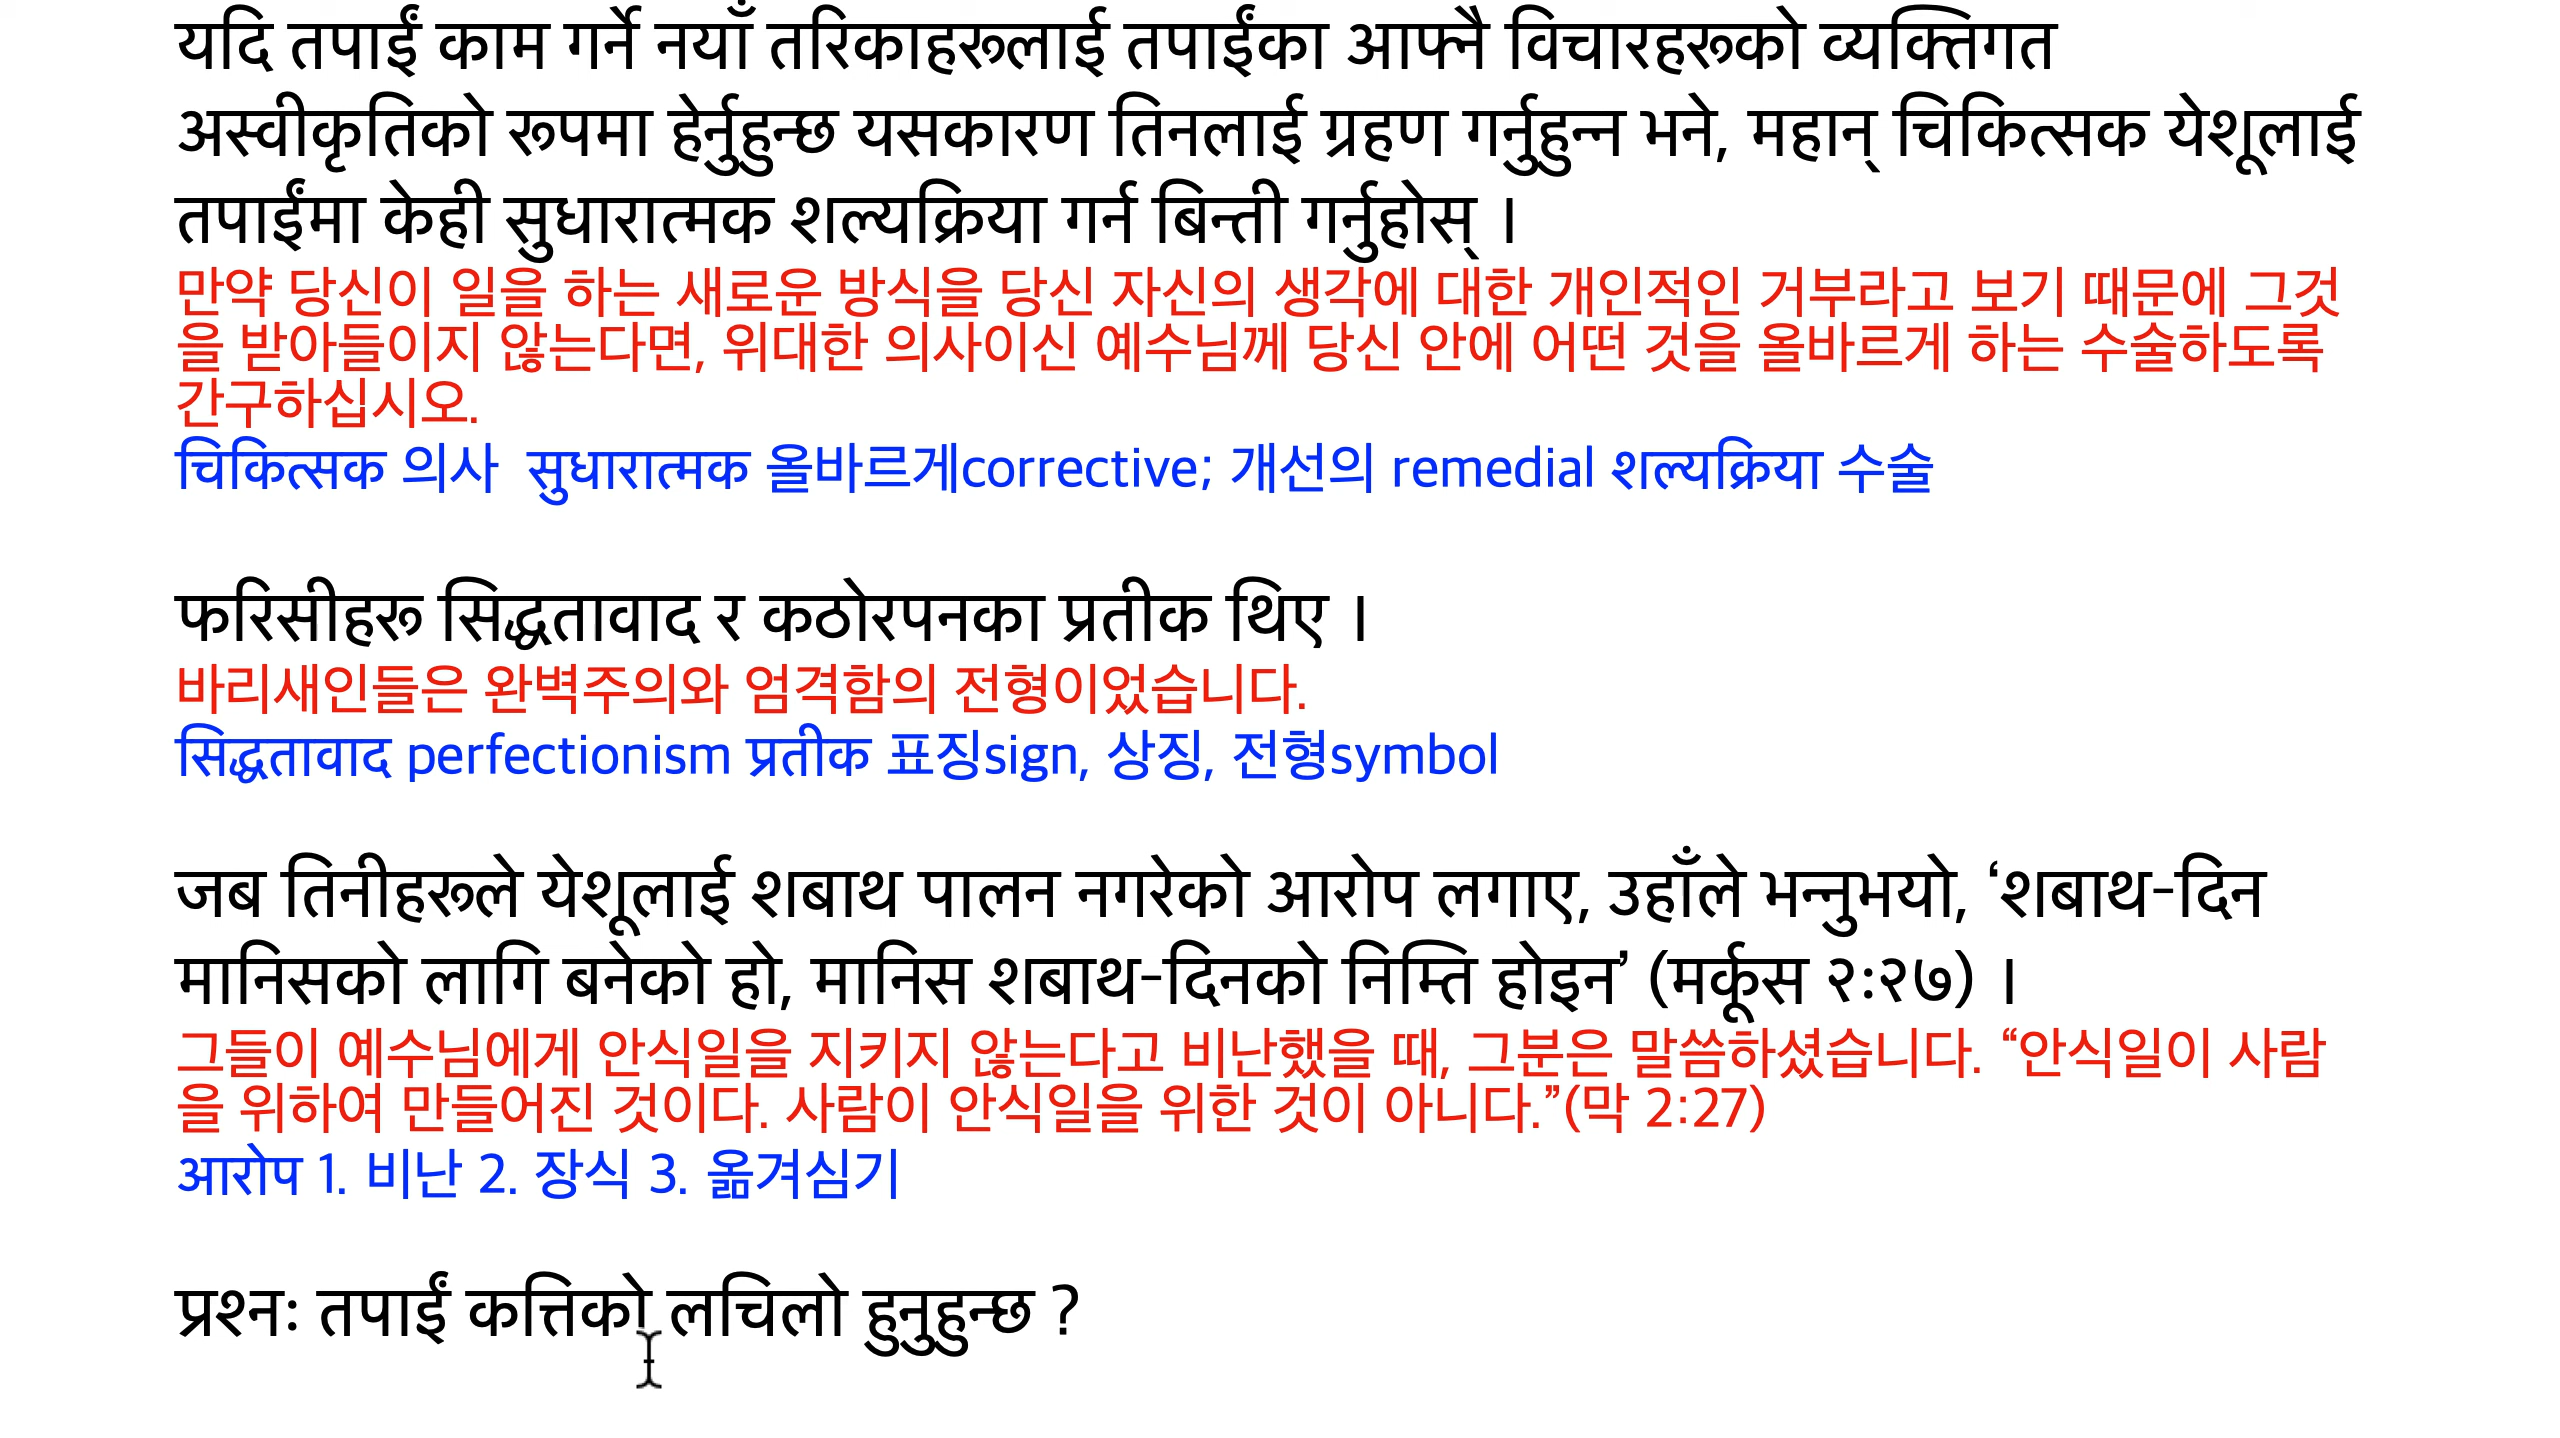 यदि तपाईं काम गर्ने नयाँ तरिकाहरूलाई तपाईंका आफ्नै विचारहरूको व्यक्तिगत
अस्वीकृतिको रूपमा हेर्नुहुन्छ यसकारण तिनलाई ग्रहण गर्नुहुन्न भने, महान् चिकित्सक येशूलाई
तपाईंमा केही सुधारात्मक शल्यक्रिया गर्न बिन्ती गर्नुहोस् ।
만약 당신이 일을 하는 새로운 방식을 당신 자신의 생각에 대한 개인적인 거부라고 보기 때문에 그것
을 받아들이지 않는다면, 위대한 의사이신 예수님께 당신 안에 어떤 것을 올바르게 하는 수술하도록
간구하십시오.
चिकित्सक 의사 सुधारात्मक 올바르게corrective; 개선의 remedial शल्यक्रिया 수술
फरिसीहरू सिद्धतावाद र कठोरपनका प्रतीक थिए ।
바리새인들은 완벽주의와 엄격함의 전형이었습니다.
सिद्धतावाद perfectionism प्रतीक 표징sign, 상징, 전형symbol
जब तिनीहरूले येशूलाई शबाथ पालन नगरेको आरोप लगाए, उहाँले भन्नुभयो, ‘शबाथ-दिन
मानिसको लागि बनेको हो, मानिस शबाथ-दिनको निम्ति होइन’ (मर्कूस २ः२७) ।
그들이 예수님에게 안식일을 지키지 않는다고 비난했을 때, 그분은 말씀하셨습니다. “안식일이 사람
을 위하여 만들어진 것이다. 사람이 안식일을 위한 것이 아니다.”(막 2:27)
आरोप 1. 비난 2. 장식 3. 옮겨심기
प्रश्नः तपाईं कत्तिको लचिलो हुनुहुन्छ ?